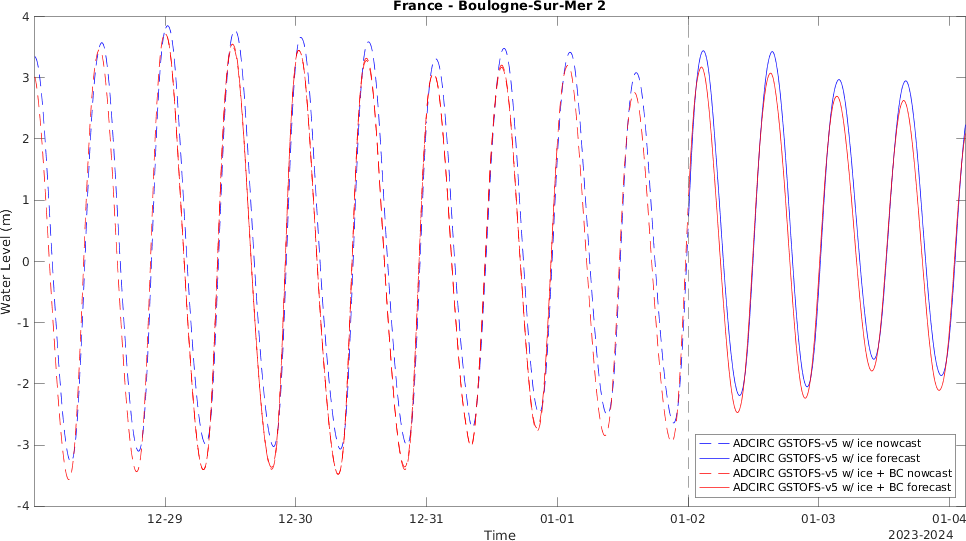 France - Boulogne-Sur-Mer 2
Water Level (m)
4
3
2
1
0
-1
-2
-3
-4
ADCIRC GSTOFS-v5 w/ ice nowcast
ADCIRC GSTOFS-v5 w/ ice forecast
ADCIRC GSTOFS-v5 w/ ice + BC nowcast
ADCIRC GSTOFS-v5 w/ ice + BC forecast
12-29 12-30 12-31 01-01 01-02 01-03 01-04
Time
2023-2024